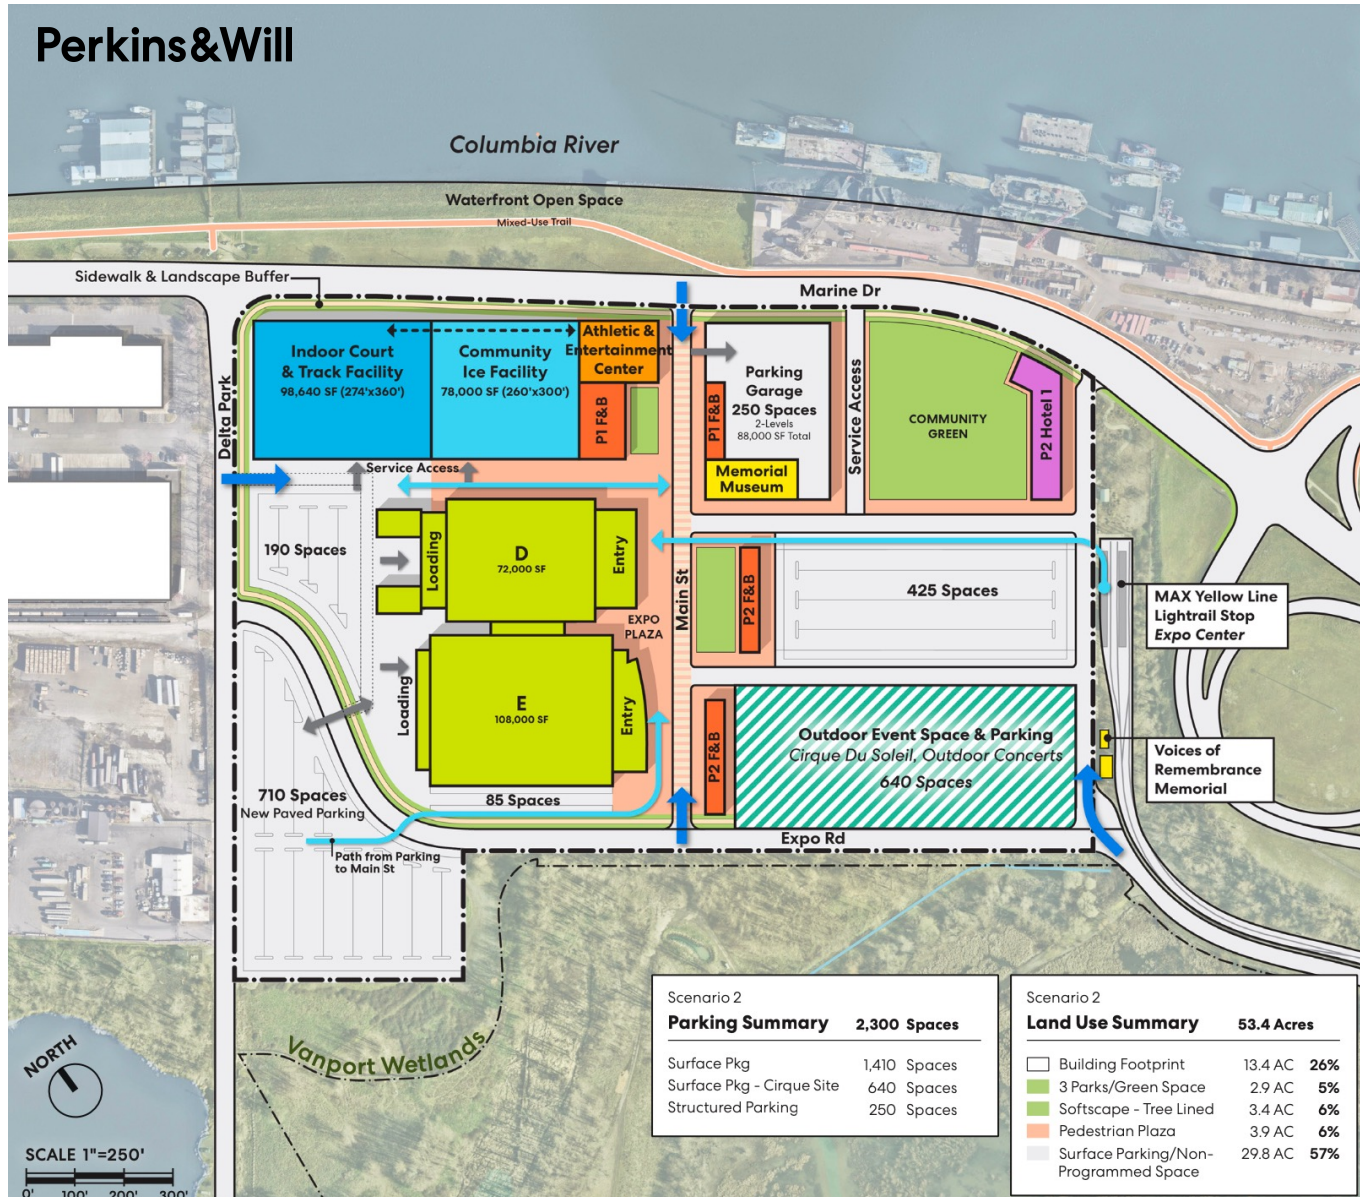 Perkins&Will
Columbia River
Waterfront Open Space
Mixed-Use Trail
Sidewalk & Landscape Buffer
Marine Dr
Delta Park
Indoor Court
& Track Facility
98,640 SF (274'x360')
Community
Ice Facility
78,000 SF (260'x300')
Athletic &
Entertainment
Center
P1 F&B
P1 F&B
Parking
Garage
250 Spaces
2-Levels
88,000 SF Total
Memorial
Museum
Service Access
COMMUNITY
GREEN
P2 Hotel 1
Service Access
190 Spaces
Loading
D
72,000 SF
Entry
EXPO
PLAZA
Main St
P2 F&B
425 Spaces
MAX Yellow Line
Lightrail Stop
Expo Center
Loading
E
108,000 SF
Entry
P2 F&B
Outdoor Event Space & Parking
Cirque Du Soleil, Outdoor Concerts
640 Spaces
Voices of
Remembrance
Memorial
710 Spaces
New Paved Parking
85 Spaces
Path from Parking
to Main St
Expo Rd
Vanport Wetlands
NORTH
SCALE 1"=250'
0' 100' 200' 300'
Scenario 2
Parking Summary 2,300 Spaces
Surface Pkg 1,410 Spaces
Surface Pkg - Cirque Site 640 Spaces
Structured Parking 250 Spaces
Scenario 2
Land Use Summary 53.4 Acres
Building Footprint 13.4 AC 26%
3 Parks/Green Space 2.9 AC 5%
Softscape - Tree Lined 3.4 AC 6%
Pedestrian Plaza 3.9 AC 6%
Surface Parking/Non- 29.8 AC 57%
Programmed Space